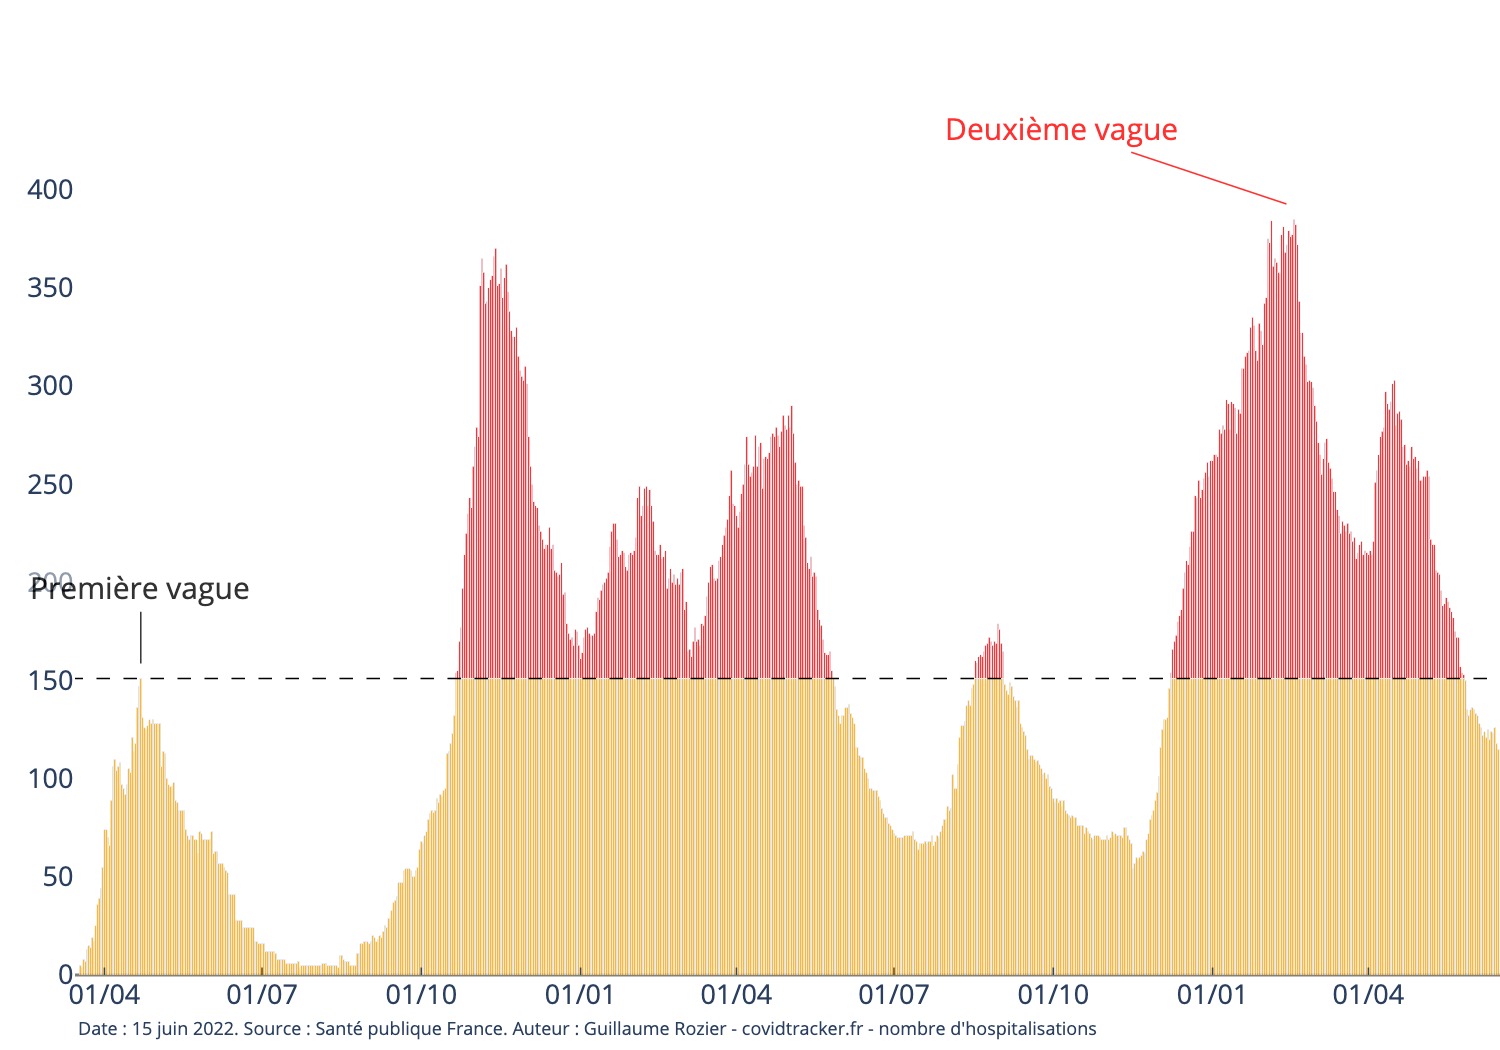 Deuxième vague
400
350
300
250
200
Première vague
150
100
50
0
01/04 01/07 01/10 01/01 01/04 01/07 01/10 01/01 01/04
Date : 15 juin 2022. Source : Santé publique France. Auteur : Guillaume Rozier - covidtracker.fr - nombre d'hospitalisations